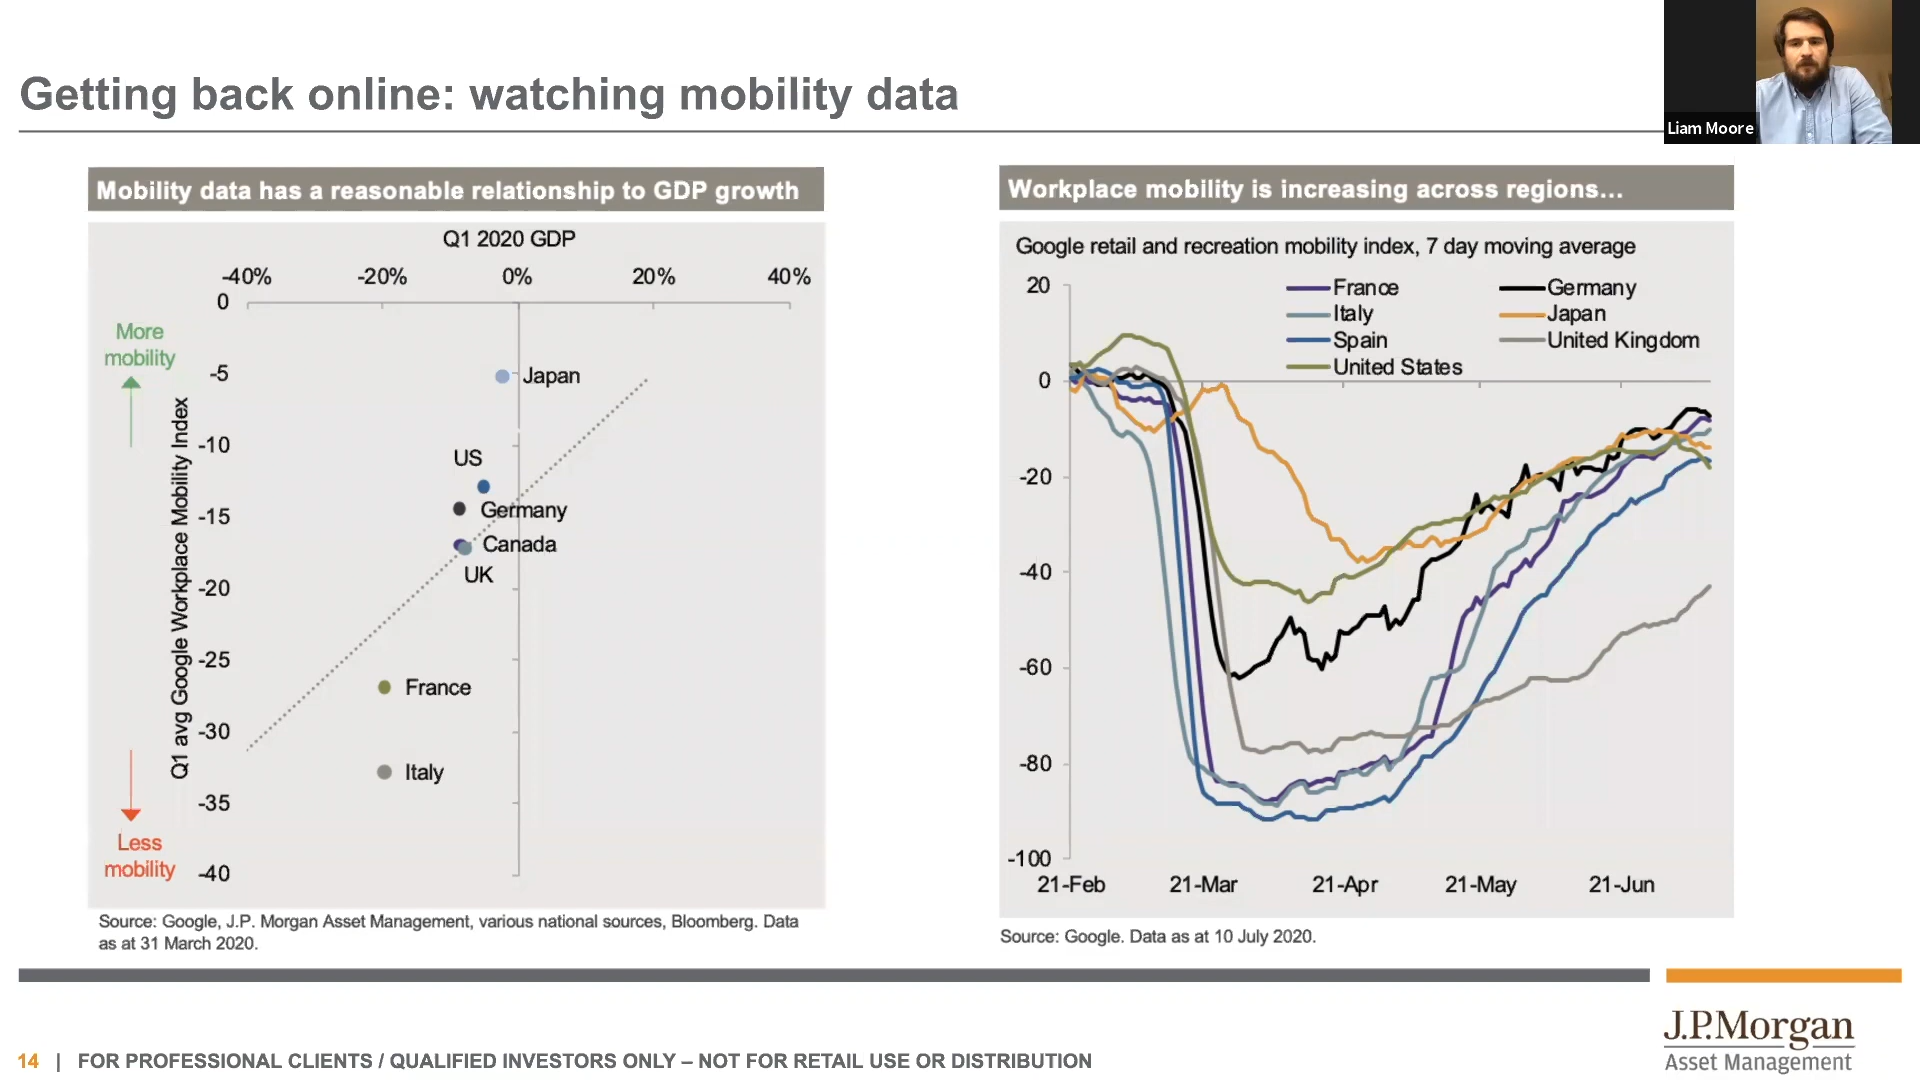 Getting back online: watching mobility data
Liam Moore
Mobility data has a reasonable relationship to GDP growth
Q1 2020 GDP
-40%
-20%
0%
20%
40%
0
-5
-10
-15
-20
-25
-30
-35
-40
More
mobility
Q1 avg Google Workplace Mobility Index
Less
mobility
Japan
US
Germany
Canada
UK
France
Italy
Source: Google, J.P. Morgan Asset Management, various national sources, Bloomberg. Data
as at 31 March 2020.
Workplace mobility is increasing across regions...
Google retail and recreation mobility index, 7 day moving average
France
Germany
Italy
Japan
Spain
United Kingdom
United States
20
0
-20
-40
-60
-80
-100
21-Feb
21-Mar
21-Apr
21-May
21-Jun
Source: Google. Data as at 10 July 2020.
14 | FOR PROFESSIONAL CLIENTS / QUALIFIED INVESTORS ONLY – NOT FOR RETAIL USE OR DISTRIBUTION
J.P.Morgan
Asset Management